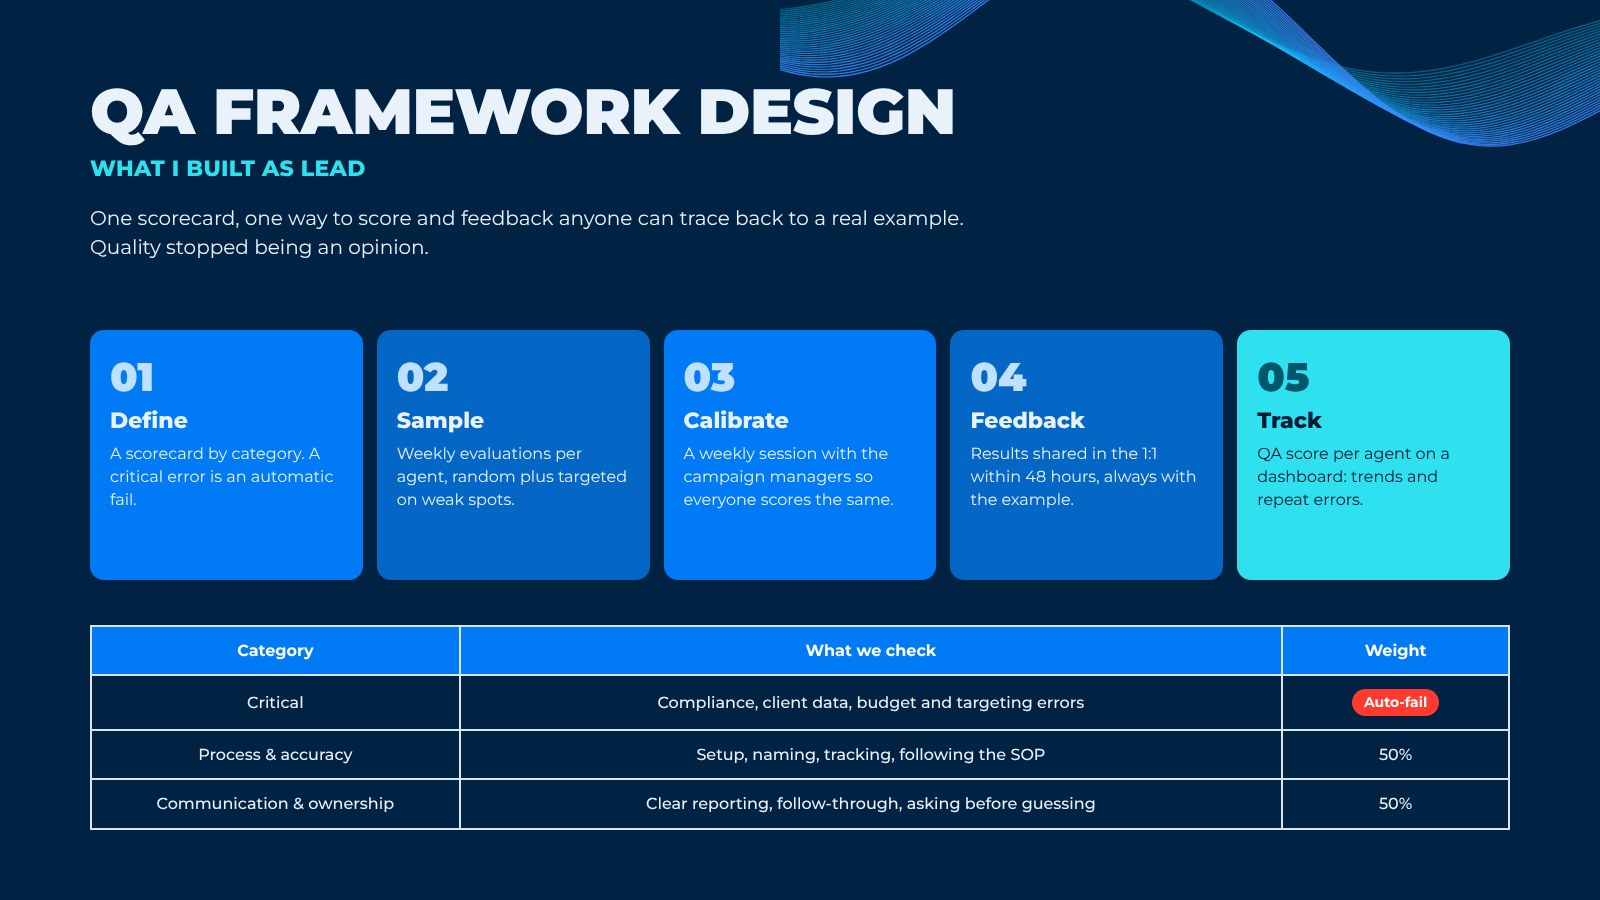 QA FRAMEWORK DESIGN
WHAT I BUILT AS LEAD
One scorecard, one way to score and feedback anyone can trace back to a real example.
Quality stopped being an opinion.
01
Define
A scorecard by category. A
critical error is an automatic
fail.
02
Sample
Weekly evaluations per
agent, random plus targeted
on weak spots.
03
Calibrate
A weekly session with the
campaign managers so
everyone scores the same.
04
Feedback
Results shared in the 1:1
within 48 hours, always with
the example.
05
Track
QA score per agent on a
dashboard: trends and
repeat errors.
Category What we check Weight
Critical Compliance, client data, budget and targeting errors Auto-fail
Process & accuracy Setup, naming, tracking, following the SOP 50%
Communication & ownership Clear reporting, follow-through, asking before guessing 50%